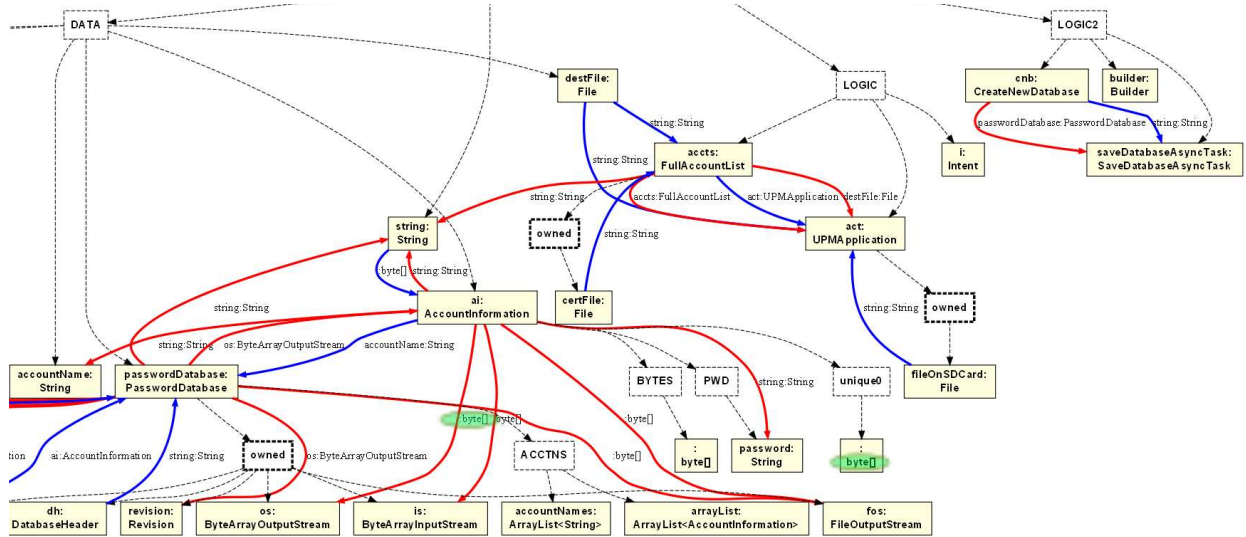 DATA
LOGIC2
destFile:
File
LOGIC
cnb:
CreateNewDatabase
builder:
Builder
string:String
passwordDatabase:PasswordDatabase
string:String
string:String
accts:
FullAccountList
i:
Intent
saveDatabaseAsyncTask:
SaveDatabaseAsyncTask
string:String
accts:FullAccountList
act:UPMApplication
destFile:File
string:
String
owned
string:String
act:
UPMApplication
:byte[]
string:String
ai:
AccountInformation
certFile:
File
owned
string:String
string:String
string:String
os:ByteArrayOutputStream
accountName:String
accountName:
String
passwordDatabase:
PasswordDatabase
BYTES
PWD
string:String
unique0
fileOnSDCard:
File
:byte[]
byte[]
:byte[]
tion
ai:AccountInformation
string:String
owned
os:ByteArrayOutputStream
ACCTNS
:byte[]
:
byte[]
password:
String
:
byte[]
dh:
DatabaseHeader
revision:
Revision
os:
ByteArrayOutputStream
is:
ByteArrayInputStream
accountNames:
ArrayList<String>
arrayList:
ArrayList<AccountInformation>
fos:
FileOutputStream